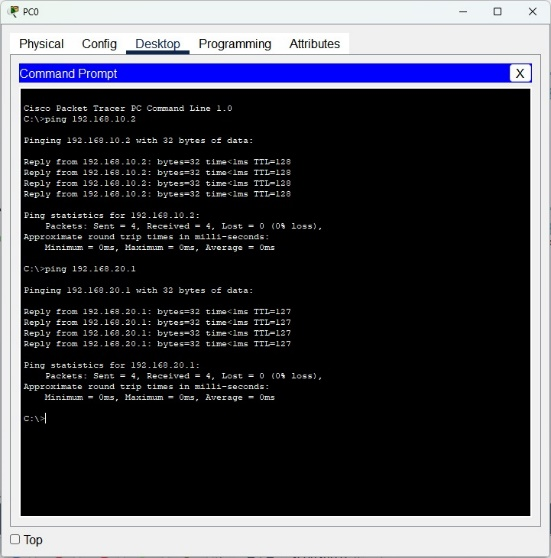 PC0
Physical Config Desktop Programming Attributes
Command Prompt
X
Cisco Packet Tracer PC Command Line 1.0
C:\>ping 192.168.10.2
Pinging 192.168.10.2 with 32 bytes of data:
Reply from 192.168.10.2: bytes=32 time<1ms TTL=128
Reply from 192.168.10.2: bytes=32 time<1ms TTL=128
Reply from 192.168.10.2: bytes=32 time<1ms TTL=128
Reply from 192.168.10.2: bytes=32 time<1ms TTL=128
Ping statistics for 192.168.10.2:
Packets: Sent = 4, Received = 4, Lost = 0 (0% loss),
Approximate round trip times in milli-seconds:
Minimum = 0ms, Maximum = 0ms, Average = 0ms
C:\>ping 192.168.20.1
Pinging 192.168.20.1 with 32 bytes of data:
Reply from 192.168.20.1: bytes=32 time<1ms TTL=127
Reply from 192.168.20.1: bytes=32 time<1ms TTL=127
Reply from 192.168.20.1: bytes=32 time<1ms TTL=127
Reply from 192.168.20.1: bytes=32 time<1ms TTL=127
Ping statistics for 192.168.20.1:
Packets: Sent = 4, Received = 4, Lost = 0 (0% loss),
Approximate round trip times in milli-seconds:
Minimum = 0ms, Maximum = 0ms, Average = 0ms
C:\>
Top